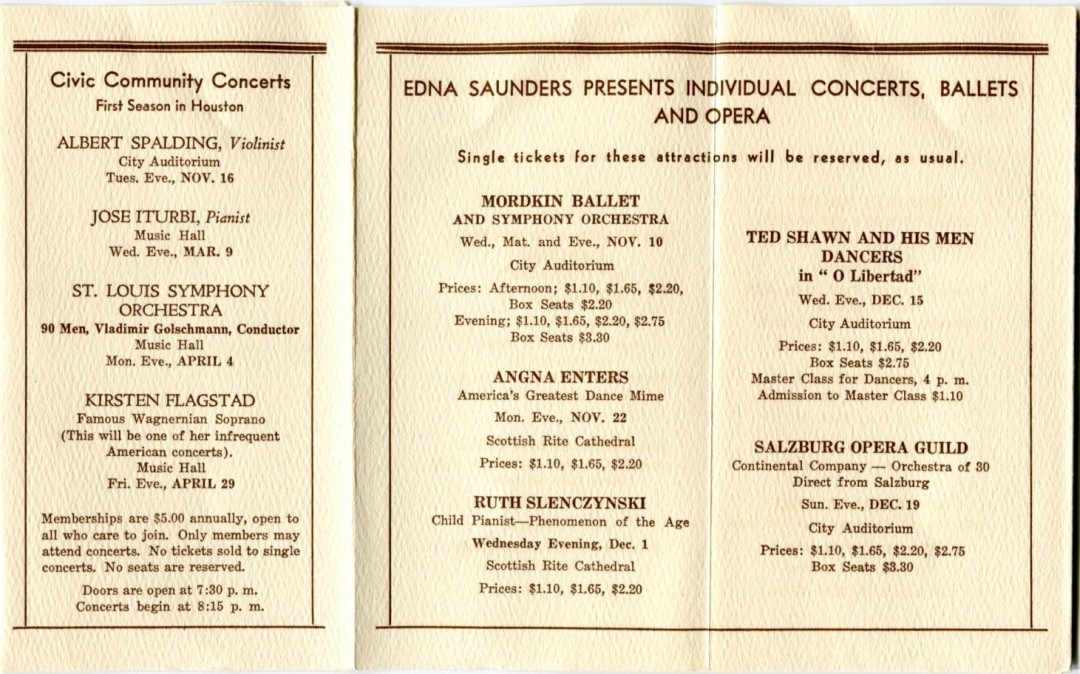 Civic Community Concerts
First Season in Houston
ALBERT SPALDING, Violinist
City Auditorium
Tues. Eve., NOV. 16
JOSE ITURBI, Pianist
Music Hall
Wed. Eve., MAR. 9
ST. LOUIS SYMPHONY
ORCHESTRA
90 Men, Vladimir Golschmann, Conductor
Music Hall
Mon. Eve., APRIL 4
KIRSTEN FLAGSTAD
Famous Wagnernian Soprano
(This will be one of her infrequent
American concerts).
Music Hall
Fri. Eve., APRIL 29
Memberships are $5.00 annually, open to
all who care to join. Only members may
attend concerts. No tickets sold to single
concerts. No seats are reserved.
Doors are open at 7:30 p. m.
Concerts begin at 8:15 p. m.
EDNA SAUNDERS PRESENTS INDIVIDUAL CONCERTS, BALLETS
AND OPERA
Single tickets for these attractions will be reserved, as usual.
MORDKIN BALLET
AND SYMPHONY ORCHESTRA
Wed., Mat. and Eve., NOV. 10
City Auditorium
Prices: Afternoon; $1.10, $1.65, $2.20,
Box Seats $2.20
Evening; $1.10, $1.65, $2.20, $2.75
Box Seats $3.30
ANGNA ENTERS
America's Greatest Dance Mime
Mon. Eve., NOV. 22
Scottish Rite Cathedral
Prices: $1.10, $1.65, $2.20
RUTH SLENCZYNSKI
Child Pianist—Phenomenon of the Age
Wednesday Evening, Dec. 1
Scottish Rite Cathedral
Prices: $1.10, $1.65, $2.20
TED SHAWN AND HIS MEN
DANCERS
in " O Libertad"
Wed. Eve., DEC. 15
City Auditorium
Prices: $1.10, $1.65, $2.20
Box Seats $2.75
Master Class for Dancers, 4 p. m.
Admission to Master Class $1.10
SALZBURG OPERA GUILD
Continental Company — Orchestra of 30
Direct from Salzburg
Sun. Eve., DEC. 19
City Auditorium
Prices: $1.10, $1.65, $2.20, $2.75
Box Seats $3.30